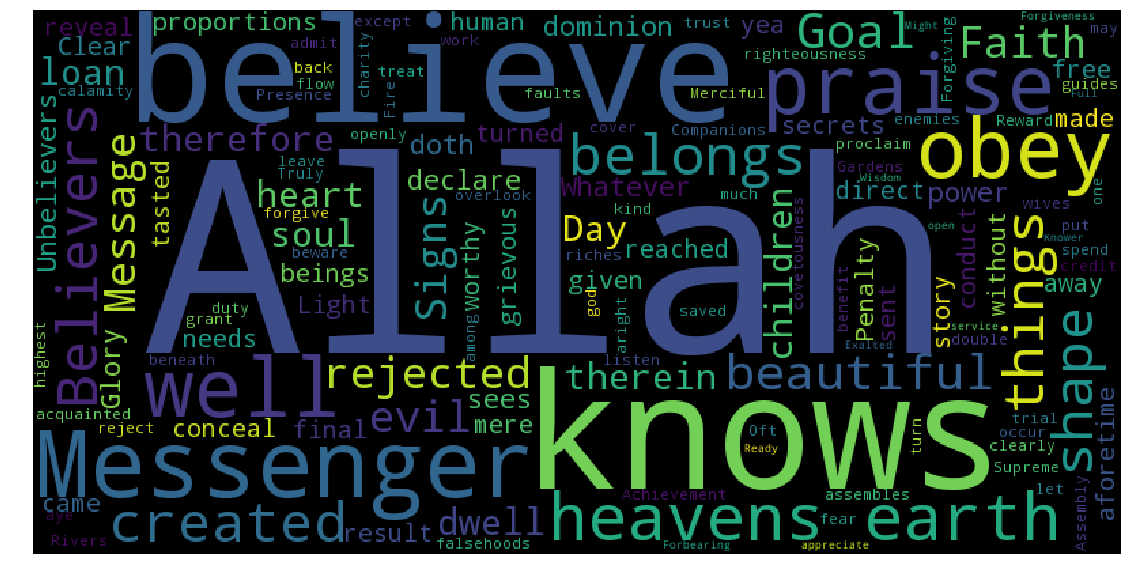 reveal proportions except admit work human trust dominion yea Goal Forgiveness Might may
Clear believe righteousness praise Faith
loan back charity treat Merciful Forgiving free guides
calamity Presence flow Fire faults secrets enemies Full
Believers therefore openly turned cover Companions obey Reward made
Unbelievers Message leave doth belongs proclaim
tasted Truly declare overlook Whatever much Gardens Wisdom direct power wives one
heart forgive Signs kind children
soul beware worthy Day riches reached covetousness Penalty conduct without put open Knower
beings grievous given benefit sent things spend
Allah Light god away credit
Glory duty among saved story shape
highest grant needs aright Exalted service double
beneath listen
well rejected therein beautiful
acquainted evil sees knows aforetime
reject conceal final mere Oft turn trial
Messenger Ready occur clearly
Supreme
came Achievement assembles let Assembly
aye created result dwell heavens fear earth
Rivers falsehoods Forbearing appreciate